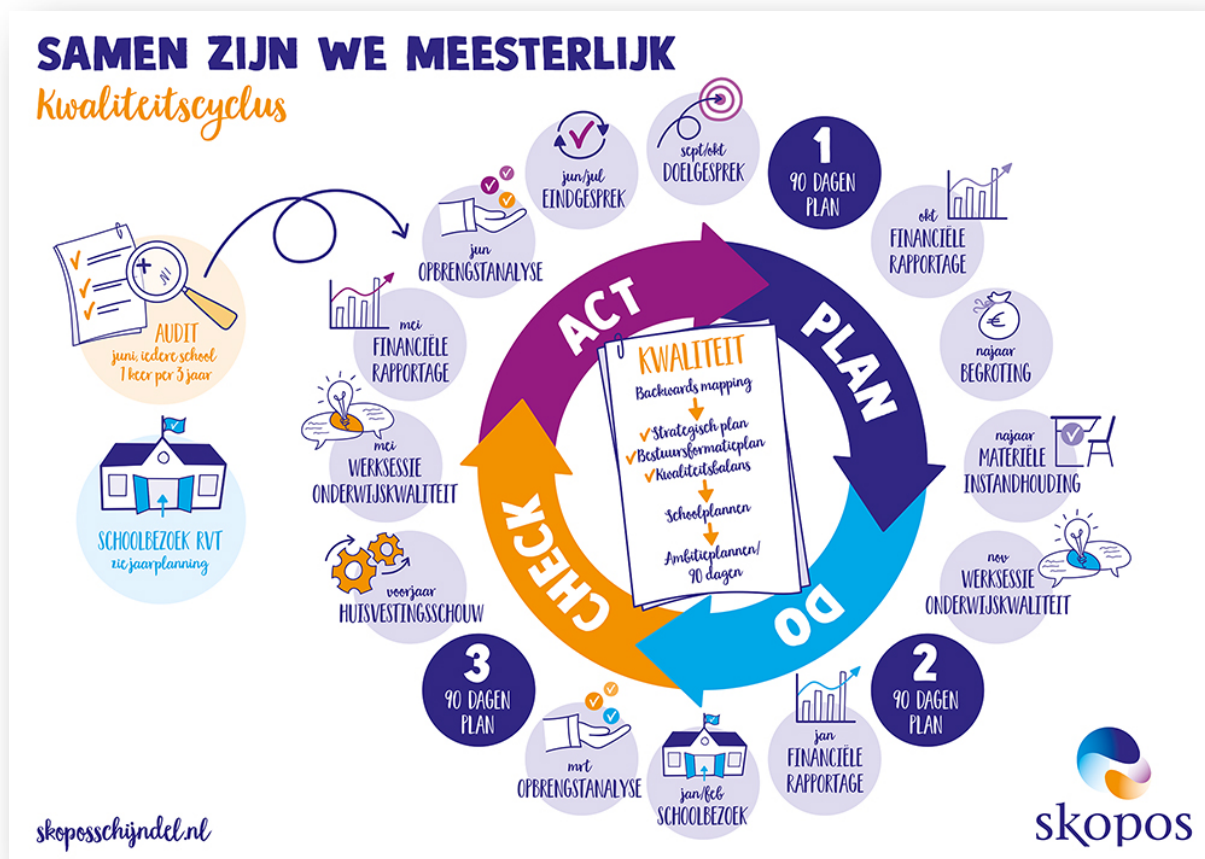 SAMEN ZIJN WE MEESTERLIJK
Kwaliteitscyclus
sept/okt
DOELGESPREK
1
90 DAGEN
PLAN
okt
FINANCIËLE
RAPPORTAGE
najaar
BEGROTING
najaar
MATERIËLE
INSTANDHOUDING
nov
WERKSESSIE
ONDERWIJSKWALITEIT
2
90 DAGEN
PLAN
jan
FINANCIËLE
RAPPORTAGE
jan/feb
SCHOOLBEZOEK
mrt
OPBRENGSTANALYSE
3
90 DAGEN
PLAN
voorjaar
HUISVESTINGSSCHOUW
mei
WERKSESSIE
ONDERWIJSKWALITEIT
mei
FINANCIËLE
RAPPORTAGE
jun
OPBRENGSTANALYSE
jun/jul
EINDGESPREK
AUDIT
juni, iedere school
1 keer per 3 jaar
SCHOOLBEZOEK RVT
zie jaarplanning
PLAN
DO
CHECK
ACT
KWALITEIT
Backwards mapping
Strategisch plan
Bestuursformatieplan
Kwaliteitsbalans
Schoolplannen
Ambitieplannen/
90 dagen
skoposschijndel.nl
skopos